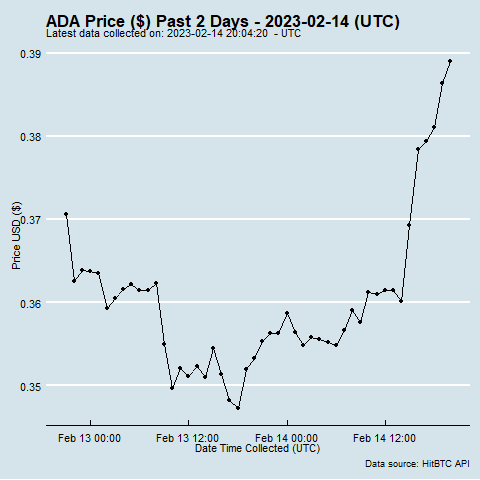 ADA Price ($) Past 2 Days - 2023-02-14 (UTC)
Latest data collected on: 2023-02-14 20:04:20  - UTC
0.39
0.38
0.37
0.36
0.35
Price USD ($)
Feb 13 00:00
Feb 13 12:00
Feb 14 00:00
Feb 14 12:00
Date Time Collected (UTC)
Data source: HitBTC API